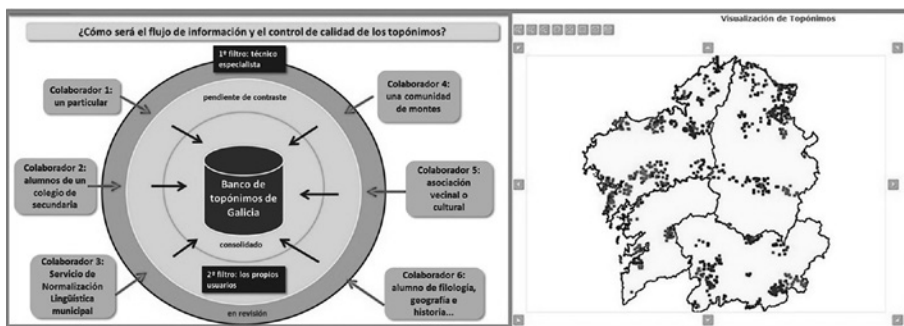 ¿Cómo será el flujo de información y el control de calidad de los topónimos?
1º filtro: técnico
especialista
Colaborador 1:
un particular
pendiente de contraste
Colaborador 4:
una comunidad
de montes
Colaborador 2:
alumnos de un
colegio de
secundaria
Banco de
topónimos de
Galicia
Colaborador 5:
asociación
vecinal o
cultural
consolidado
Colaborador 3:
Servicio de
Normalización
Lingüística
municipal
2º filtro: los propios
usuarios
Colaborador 6:
alumno de filología,
geografía e
historia...
en revisión
Visualización de Topónimos